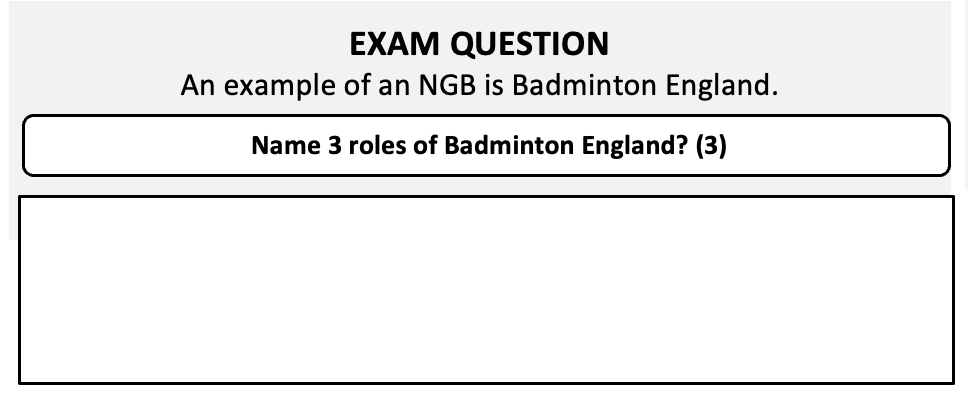 EXAM QUESTION
An example of an NGB is Badminton England.
Name 3 roles of Badminton England? (3)